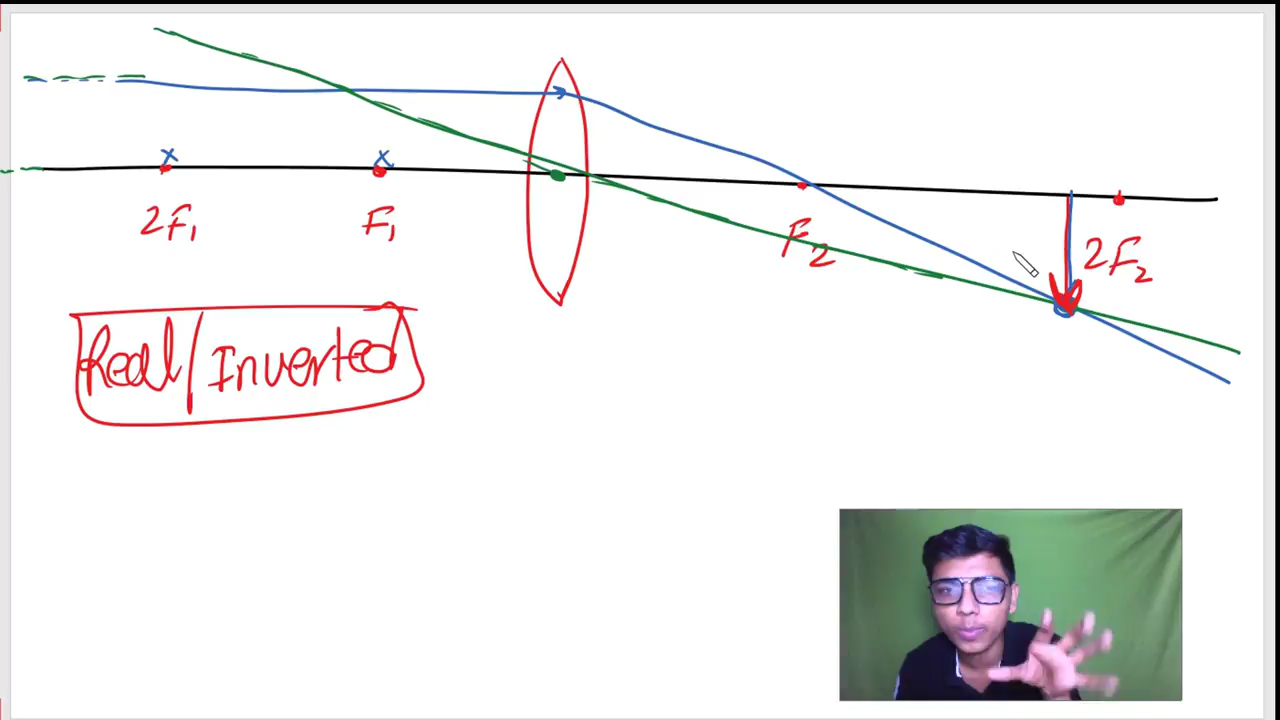 x x
2F₁ F₁ F₂ 2F₂
Real/Inverted